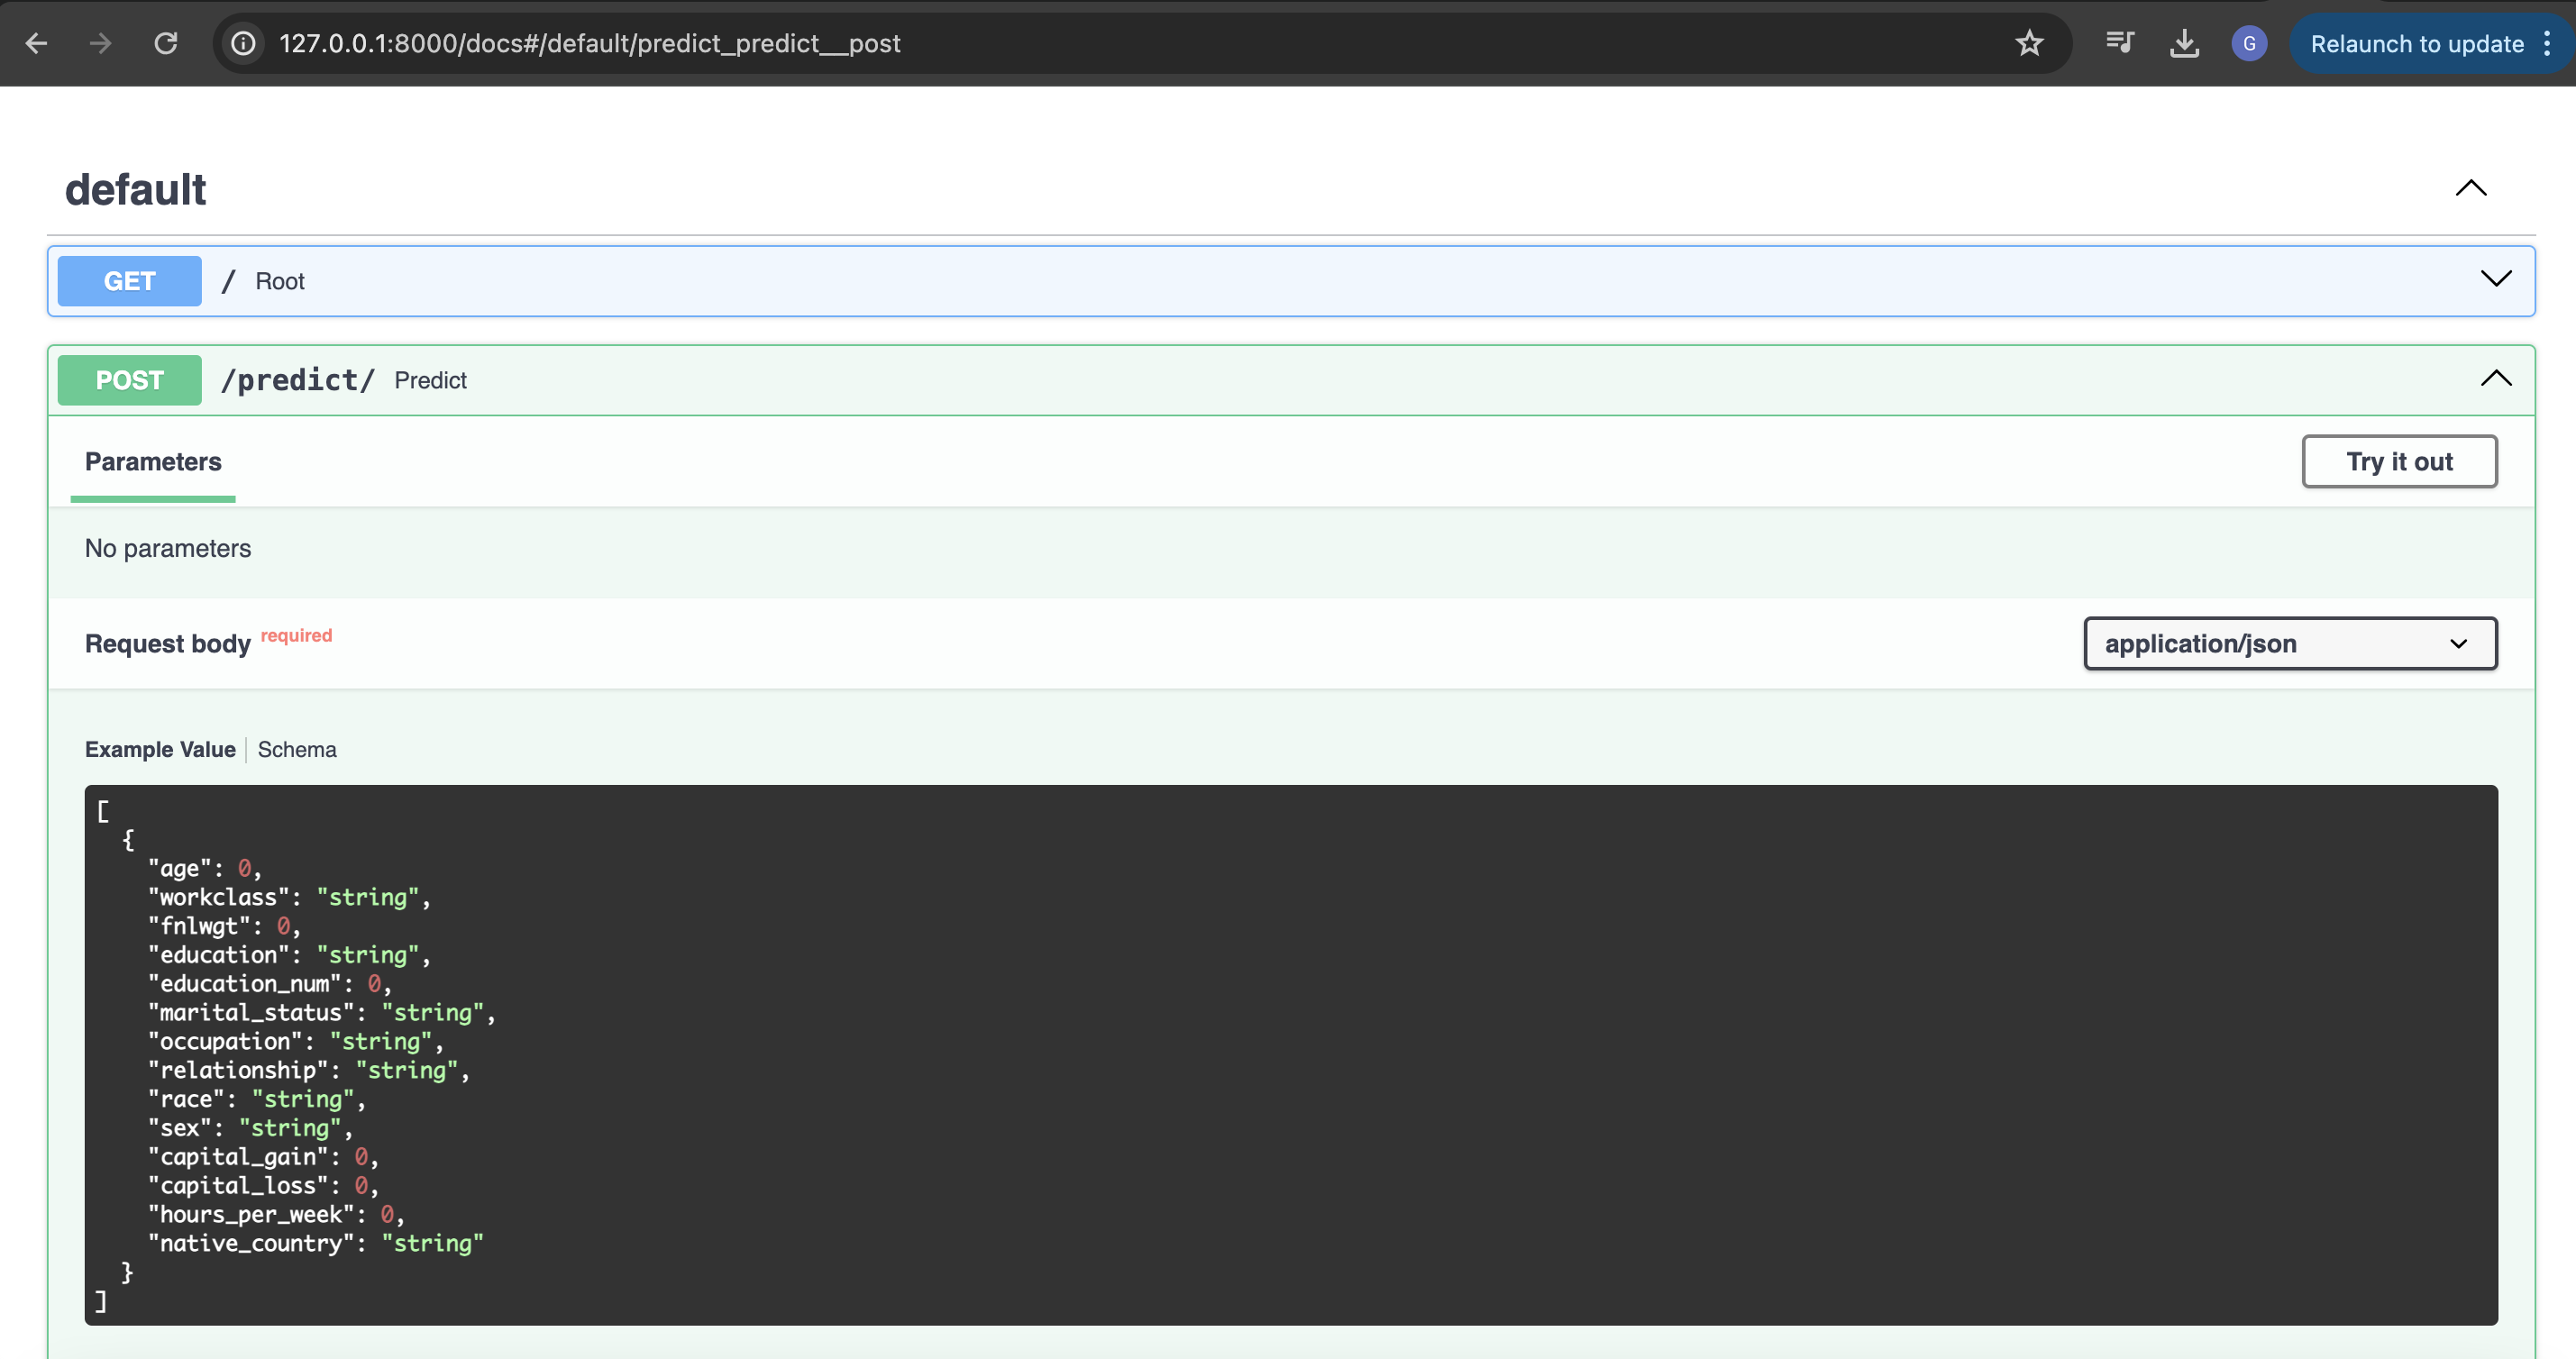 127.0.0.1:8000/docs#/default/predict_predict__post
G
Relaunch to update
default
GET / Root
POST /predict/ Predict
Parameters
Try it out
No parameters
Request body required
application/json
Example Value
Schema
[
  {
    "age": 0,
    "workclass": "string",
    "fnlwgt": 0,
    "education": "string",
    "education_num": 0,
    "marital_status": "string",
    "occupation": "string",
    "relationship": "string",
    "race": "string",
    "sex": "string",
    "capital_gain": 0,
    "capital_loss": 0,
    "hours_per_week": 0,
    "native_country": "string"
  }
]